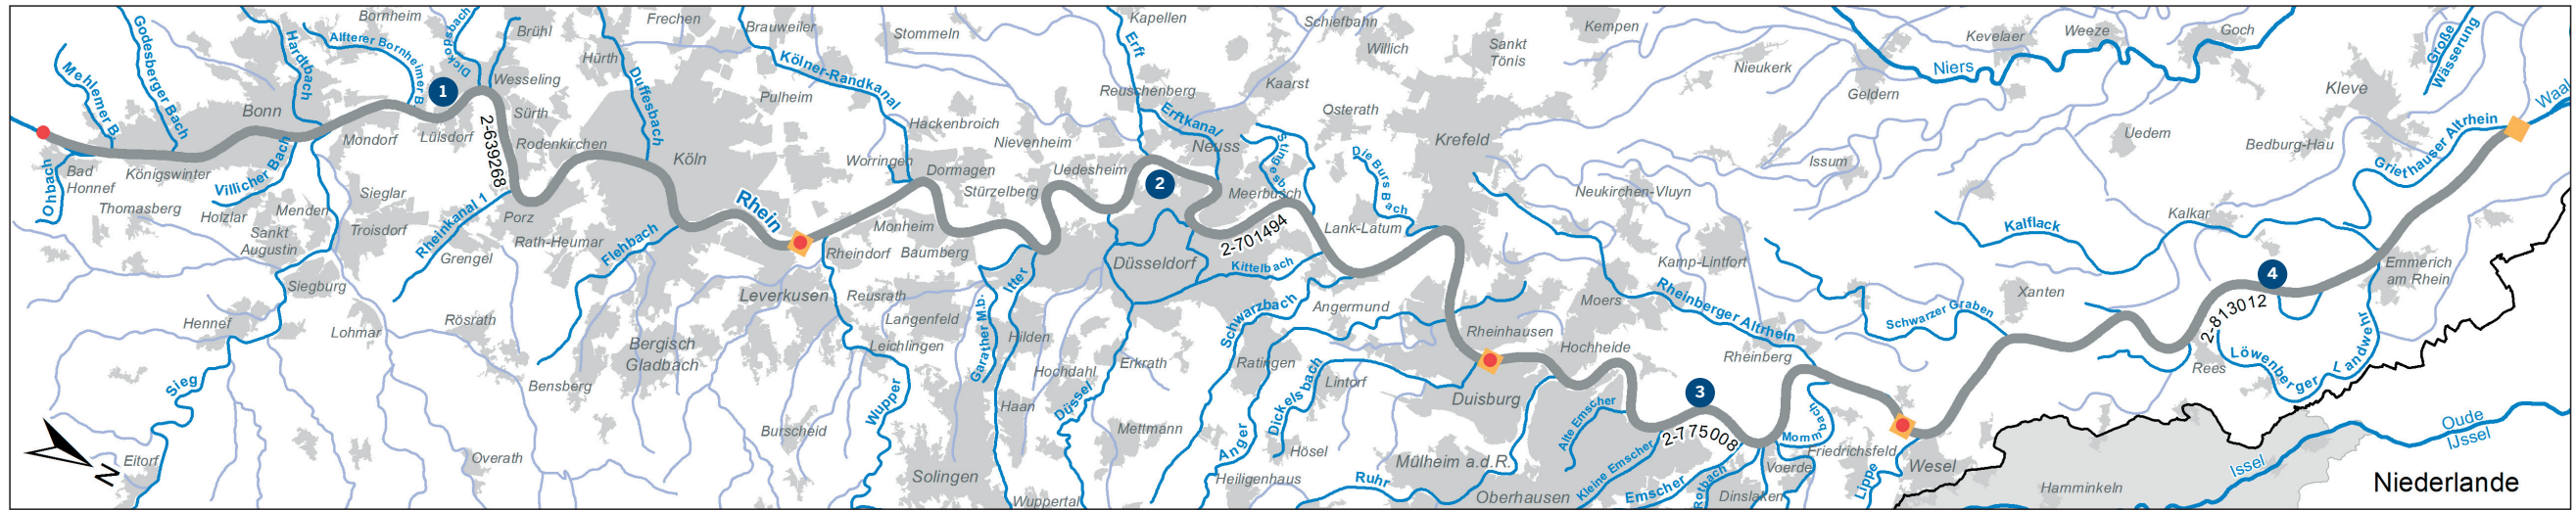 Mehlemer B.
Godesberger Bach
Hardtbach
Bornheim
Alfterer Bornheimer B.
Dickopsbach
Brühl
Wesseling
Hürth
Frechen
Duffesbach
Brauweiler
Kölner-Randkanal
Pulheim
Stommeln
Hackenbroich
Kapellen
Erft
Reuschenberg
Erftkanal
Neuss
Kaarst
Schiefbahn
Willich
Osterath
Sankt
Tönis
Krefeld
Kempen
Nieukerk
Geldern
Niers
Kevelaer
Weeze
Goch
Uedem
Kleve
Bedburg-Hau
Große
Wässerung
Waal
Griethauser Altrhein
Bonn
1
Mondorf
Lülsdorf
2-639268
Sürth
Rodenkirchen
Köln
Worringen
Dormagen
Nievenheim
Stürzelberg
Uedesheim
2
Stingesb.
Meerbusch
Die Burs Bach
Lank-Latum
Neukirchen-Vluyn
Issum
Kalkar
Kalflack
Ohbach
Bad
Honnef
Königswinter
Thomasberg
Villicher Bach
Holzlar
Menden
Sankt
Augustin
Sieglar
Troisdorf
Siegburg
Rheinkanal 1
Grengel
Porz
Rath-Heumar
Flehbach
Rhein
Leverkusen
Rheindorf
Monheim
Baumberg
Düsseldorf
2-701494
Kittelbach
Schwarzbach
Angermund
Rheinhausen
Moers
Kamp-Lintfort
Rheinberger Altrhein
Schwarzer Graben
Xanten
4
2-813012
Emmerich
am Rhein
Hennef
Lohmar
Rösrath
Bergisch
Gladbach
Bensberg
Reusrath
Langenfeld
Leichlingen
Garather Mb.
Itter
Hilden
Haan
Hochdahl
Düssel
Erkrath
Mettmann
Ratingen
Dickelsbach
Lintorf
Anger
Hösel
Heiligenhaus
Duisburg
Hochheide
Rheinberg
3
2-775008
Alte Emscher
Kleine Emscher
Emscher
Rotbach
Mommbach
Voerde
Friedrichsfeld
Lippe
Wesel
Rees
Löwenberger Landwehr
Sieg
Eitorf
Overath
Burscheid
Wupper
Solingen
Wuppertal
Ruhr
Mülheim a.d.R.
Oberhausen
Dinslaken
Hamminkeln
Issel
Oude
IJssel
Niederlande
N